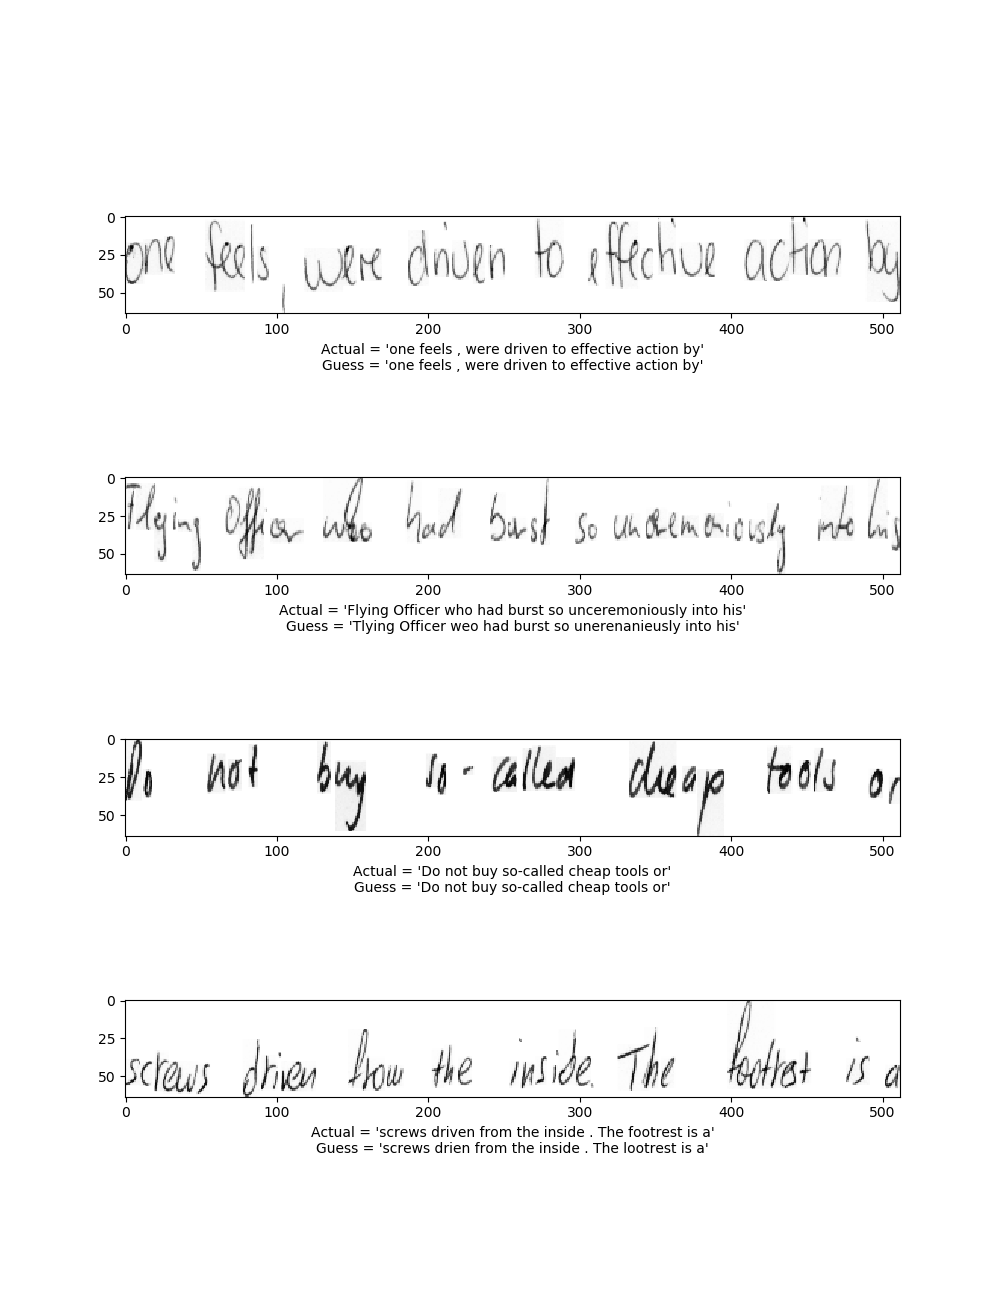 0
25
50
one feels, were driven to effective action by
0 100 200 300 400 500
Actual = 'one feels , were driven to effective action by'
Guess = 'one feels , were driven to effective action by'
0
25
50
Flying Officer who had burst so unceremoniously into his
0 100 200 300 400 500
Actual = 'Flying Officer who had burst so unceremoniously into his'
Guess = 'Tlying Officer weo had burst so unerenanieusly into his'
0
25
50
Do not buy so-called cheap tools or
0 100 200 300 400 500
Actual = 'Do not buy so-called cheap tools or'
Guess = 'Do not buy so-called cheap tools or'
0
25
50
screws driven from the inside. The footrest is a
0 100 200 300 400 500
Actual = 'screws driven from the inside . The footrest is a'
Guess = 'screws drien from the inside . The lootrest is a'